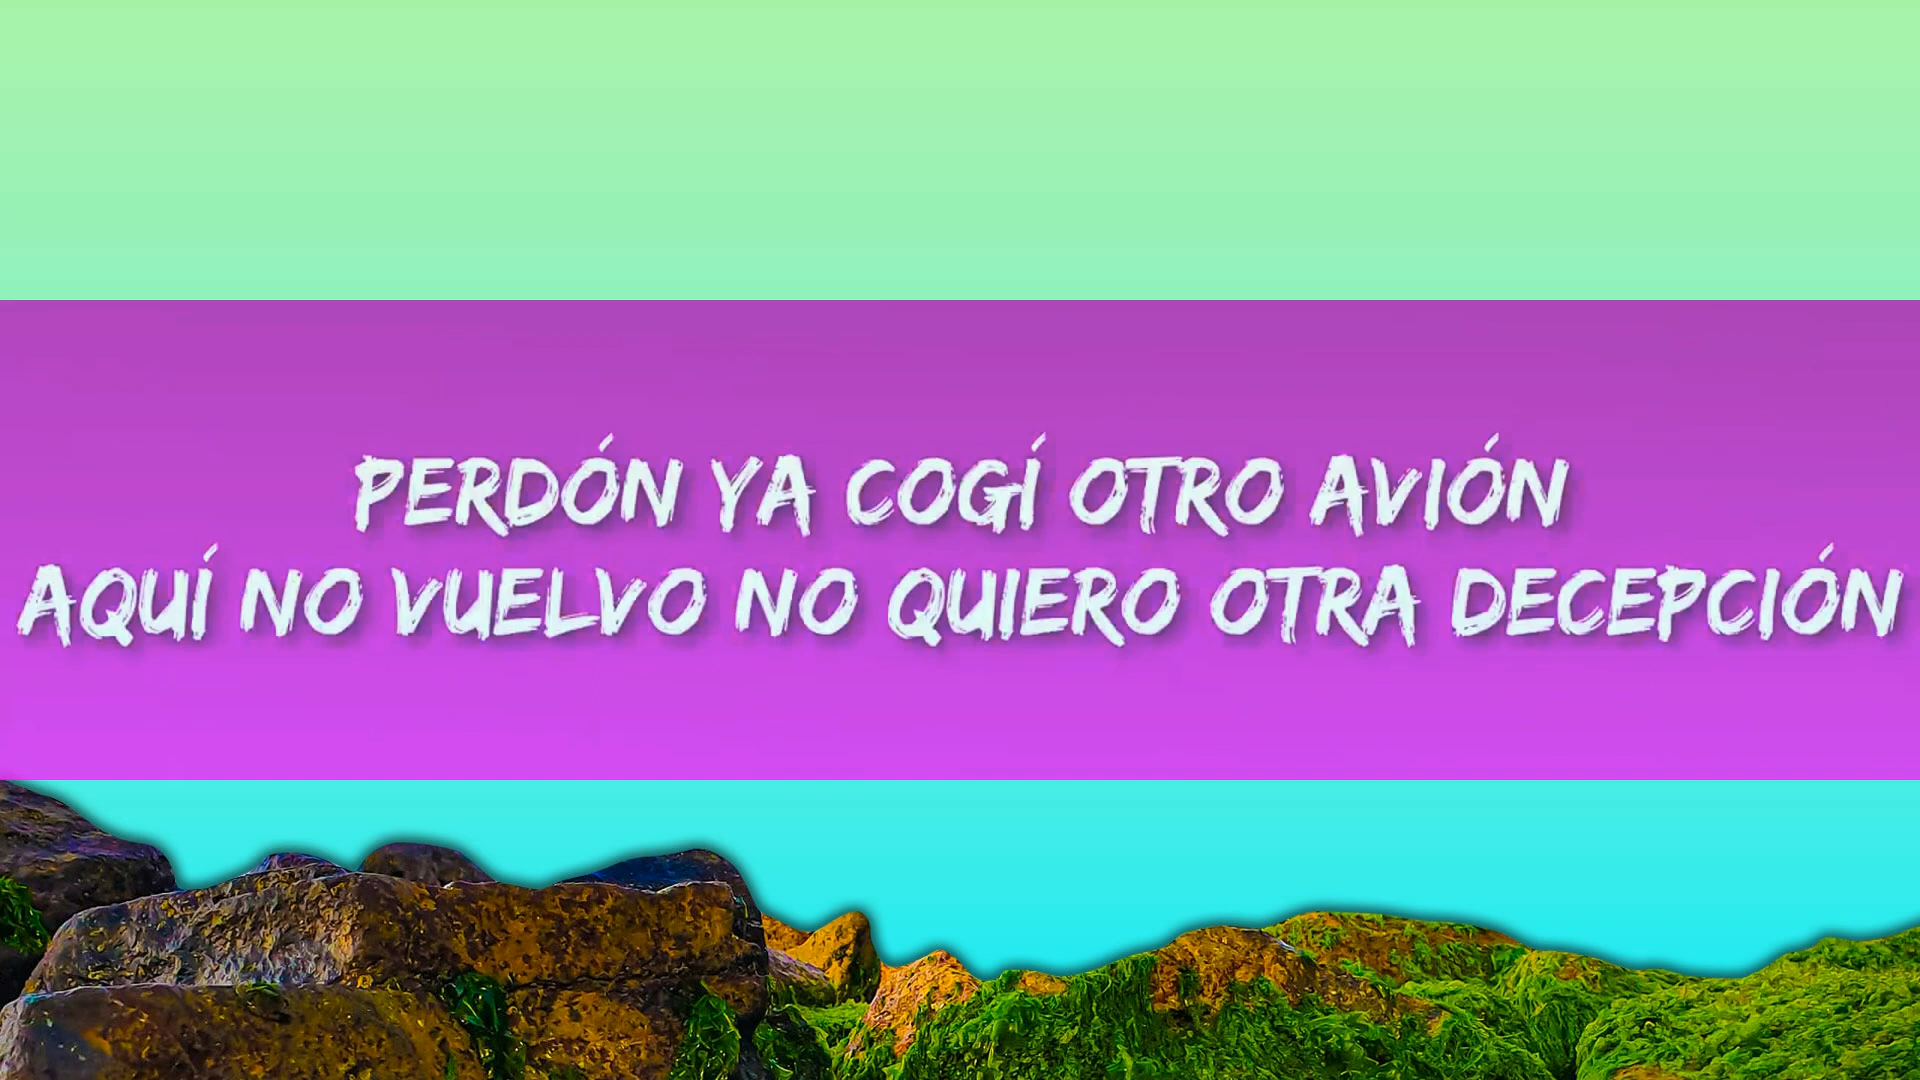 PERDÓN YA COGÍ OTRO AVIÓN
AQUÍ NO VUELVO NO QUIERO OTRA DECEPCIÓN